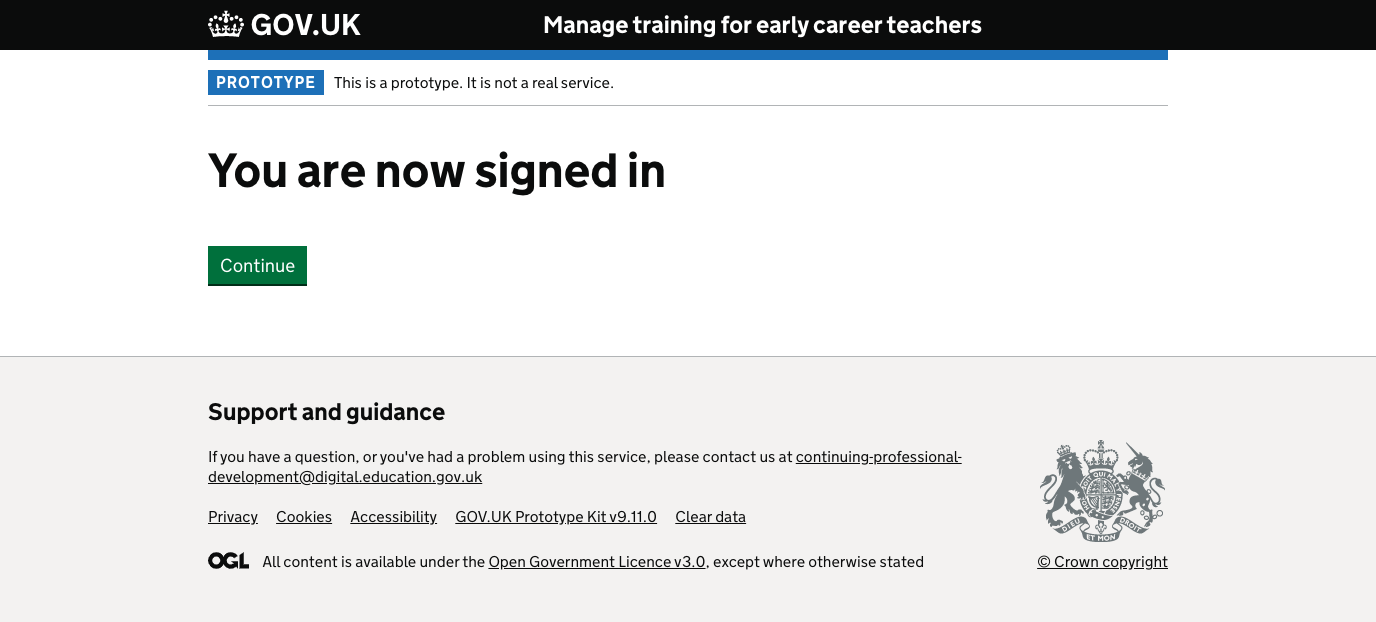 GOV.UK
Manage training for early career teachers
PROTOTYPE This is a prototype. It is not a real service.
You are now signed in
Continue
Support and guidance
If you have a question, or you've had a problem using this service, please contact us at continuing-professional-
development@digital.education.gov.uk
Privacy Cookies Accessibility GOV.UK Prototype Kit v9.11.0 Clear data
OGL All content is available under the Open Government Licence v3.0, except where otherwise stated
DIEU ET MON DROIT
© Crown copyright